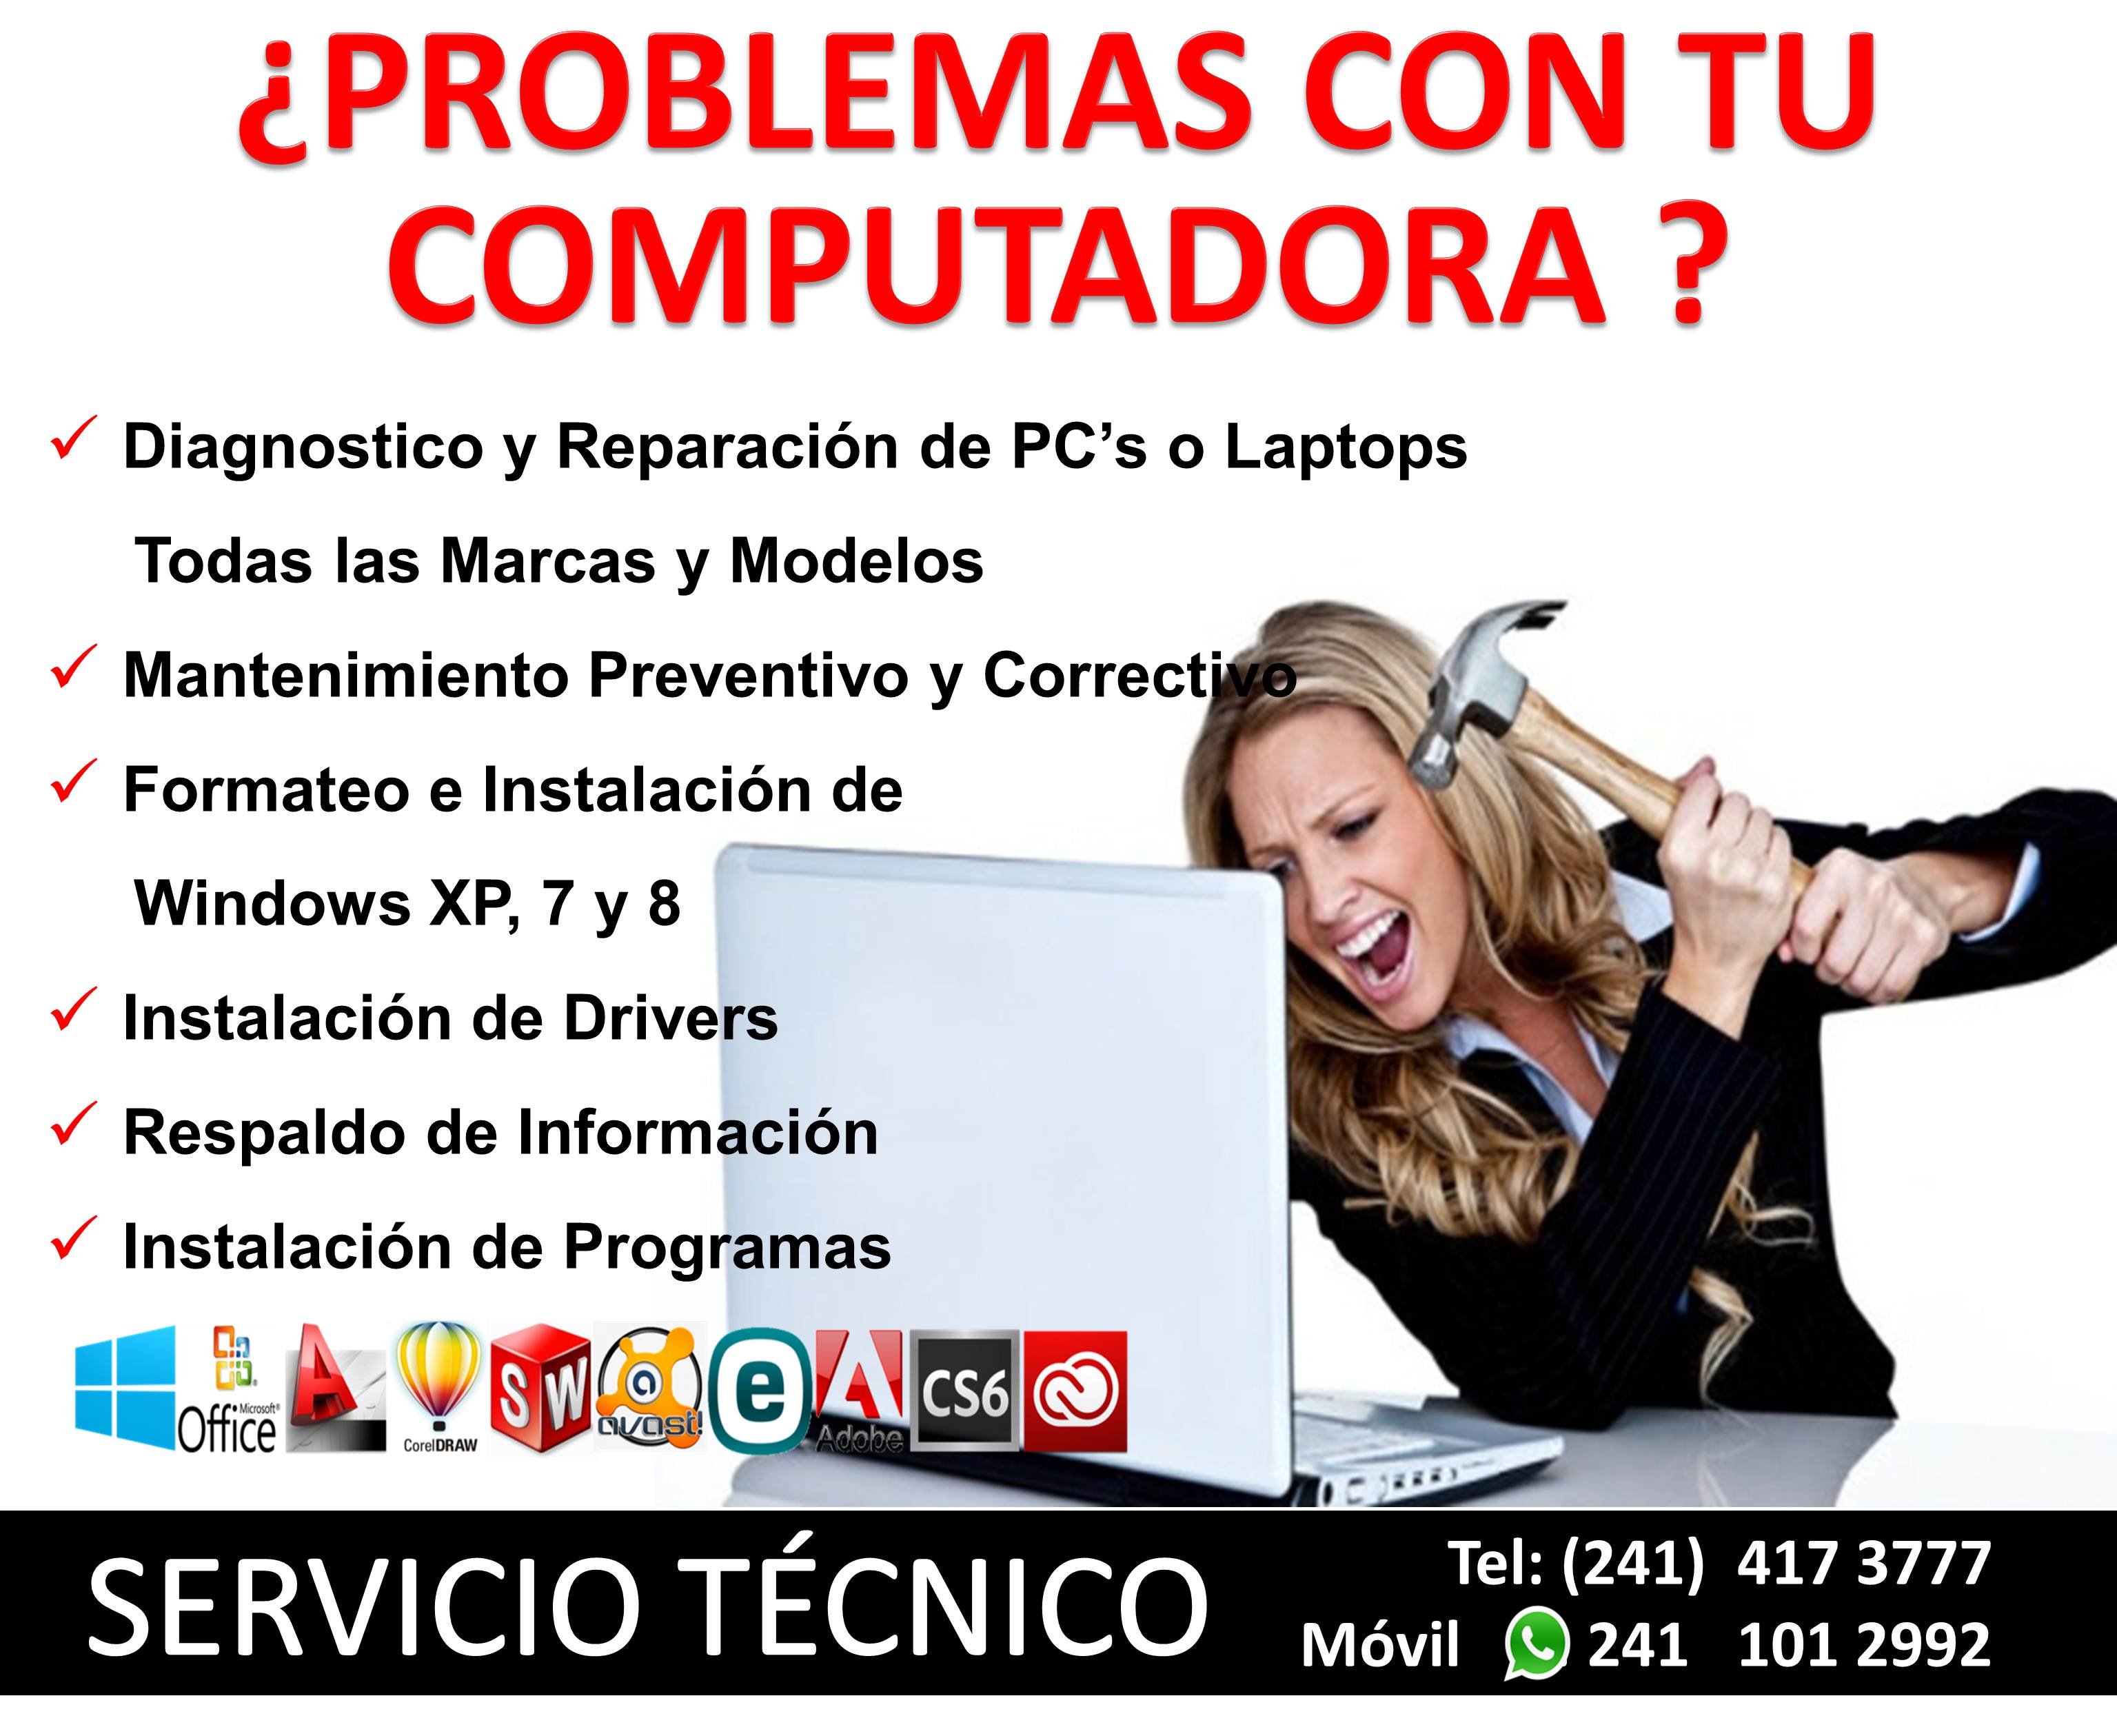 ¿PROBLEMAS CON TU
COMPUTADORA ?
✓ Diagnostico y Reparación de PC’s o Laptops
Todas las Marcas y Modelos
✓ Mantenimiento Preventivo y Correctivo
✓ Formateo e Instalación de
Windows XP, 7 y 8
✓ Instalación de Drivers
✓ Respaldo de Información
✓ Instalación de Programas
Microsoft® Office
A
CorelDRAW
SW
a avast!
e
Adobe
CS6
SERVICIO TÉCNICO
Tel: (241) 417 3777
Móvil 241 101 2992